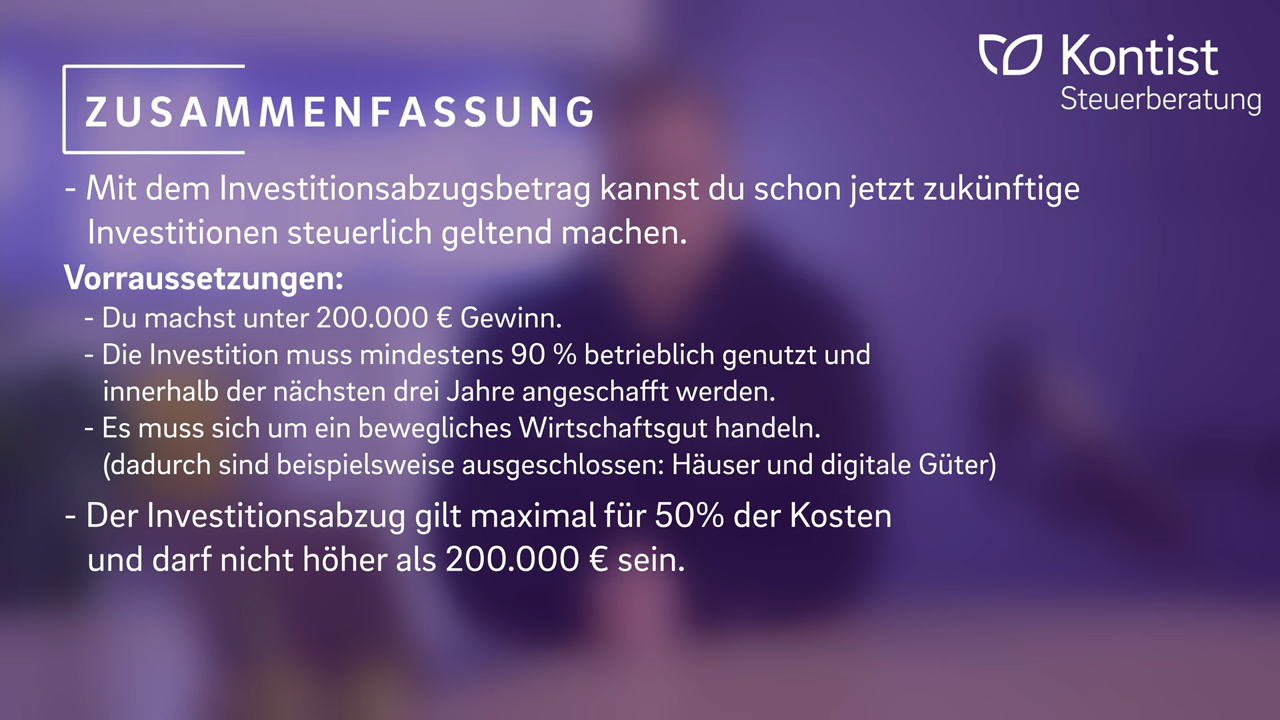 Kontist
Steuerberatung
ZUSAMMENFASSUNG
- Mit dem Investitionsabzugsbetrag kannst du schon jetzt zukünftige
Investitionen steuerlich geltend machen.
Vorraussetzungen:
- Du machst unter 200.000 € Gewinn.
- Die Investition muss mindestens 90 % betrieblich genutzt und
innerhalb der nächsten drei Jahre angeschafft werden.
- Es muss sich um ein bewegliches Wirtschaftsgut handeln.
(dadurch sind beispielsweise ausgeschlossen: Häuser und digitale Güter)
- Der Investitionsabzug gilt maximal für 50% der Kosten
und darf nicht höher als 200.000 € sein.